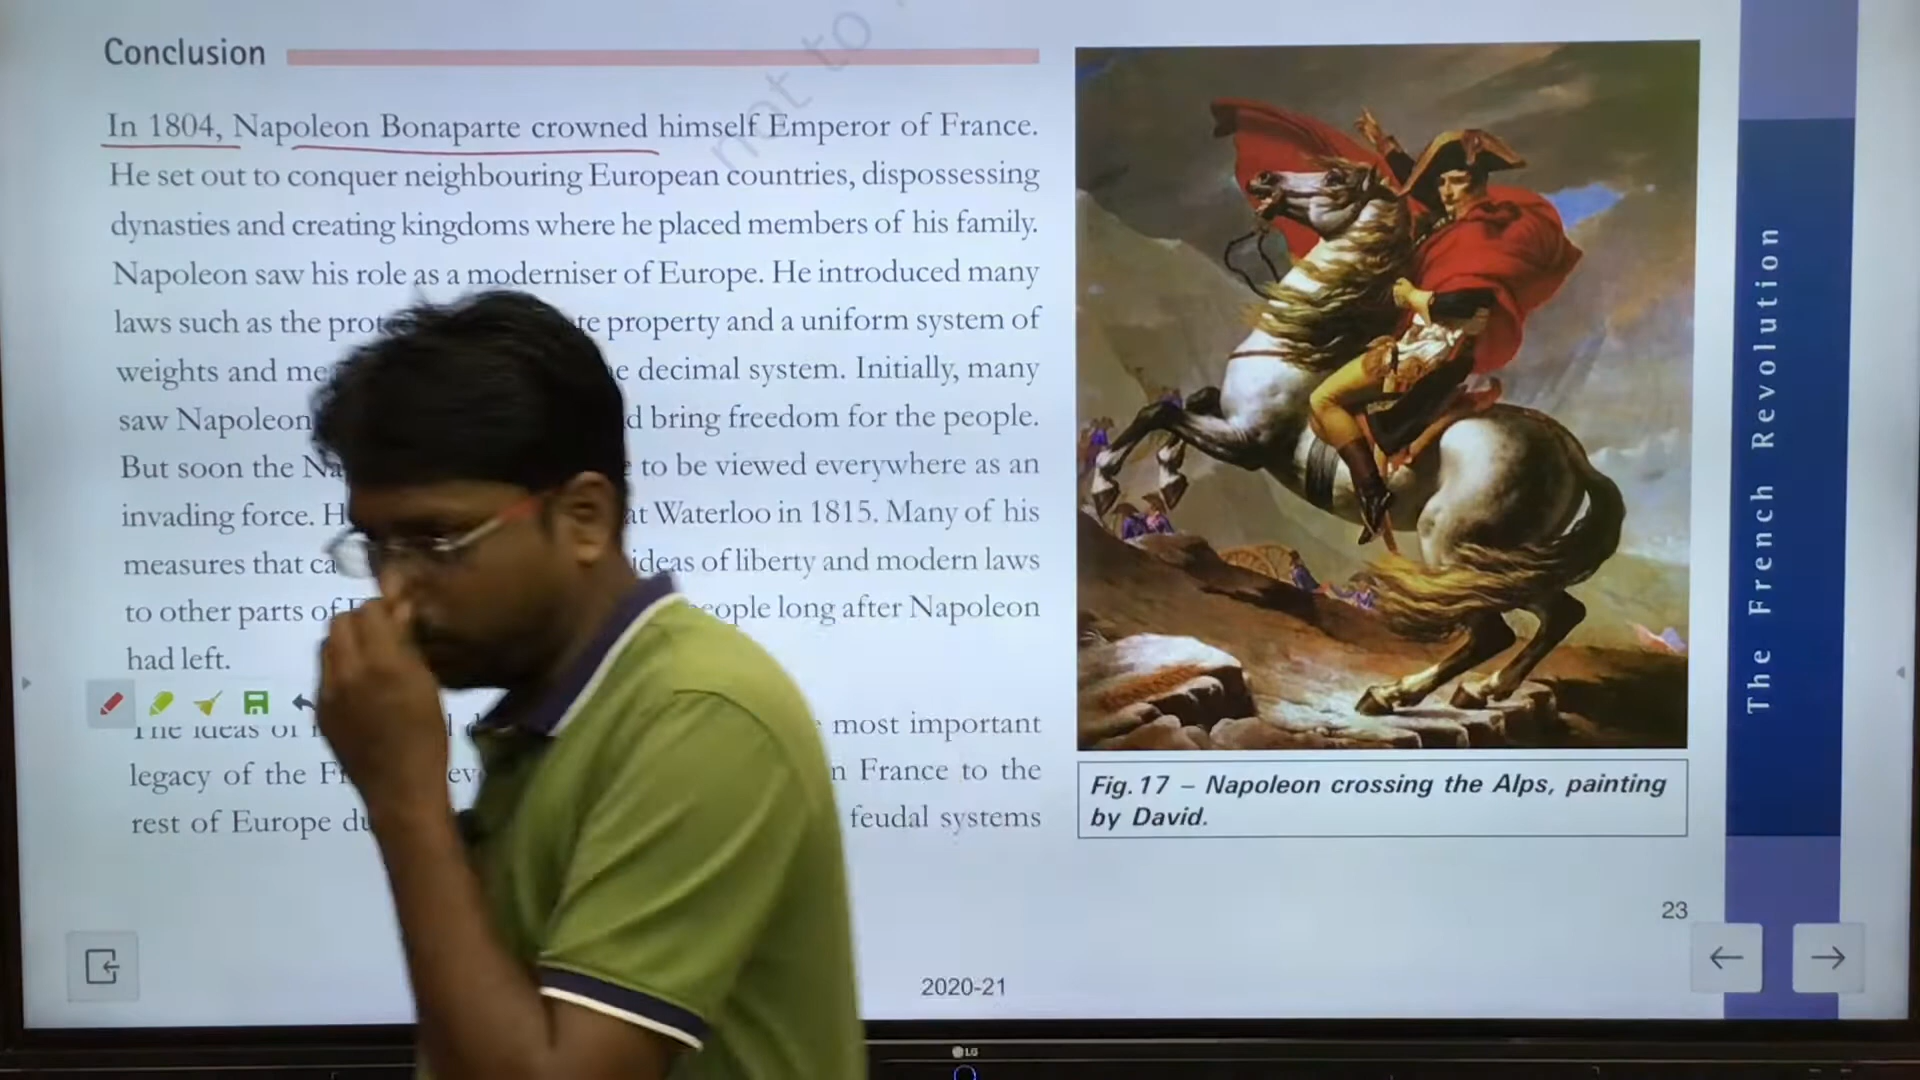 Conclusion
In 1804, Napoleon Bonaparte crowned himself Emperor of France.
He set out to conquer neighbouring European countries, dispossessing
dynasties and creating kingdoms where he placed members of his family.
Napoleon saw his role as a moderniser of Europe. He introduced many
laws such as the property and a uniform system of
weights and decimal system. Initially, many
saw Napoleon bring freedom for the people.
But soon the to be viewed everywhere as an
invading force. at Waterloo in 1815. Many of his
measures that ideas of liberty and modern laws
to other parts of long after Napoleon
had left.
The ideas of most important
legacy of the France to the
rest of Europe feudal systems
not to
Fig.17 – Napoleon crossing the Alps, painting
by David.
The French Revolution
23
2020-21
LG